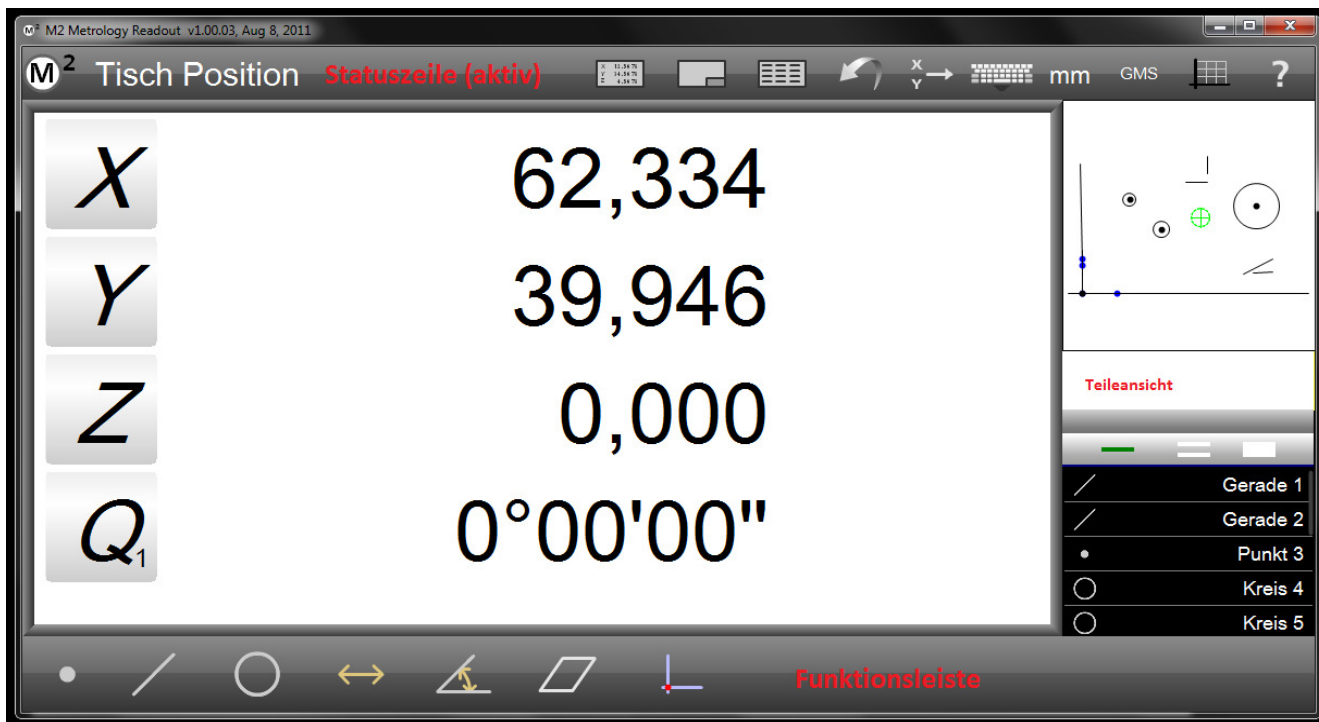 M² M2 Metrology Readout v1.00.03, Aug 8, 2011
M² Tisch Position Statuszeile (aktiv) X Y → mm GMS ?
X 62,334
Y 39,946
Z 0,000
Q1 0°00'00"
Teileansicht
Gerade 1
Gerade 2
Punkt 3
Kreis 4
Kreis 5
Funktionsleiste